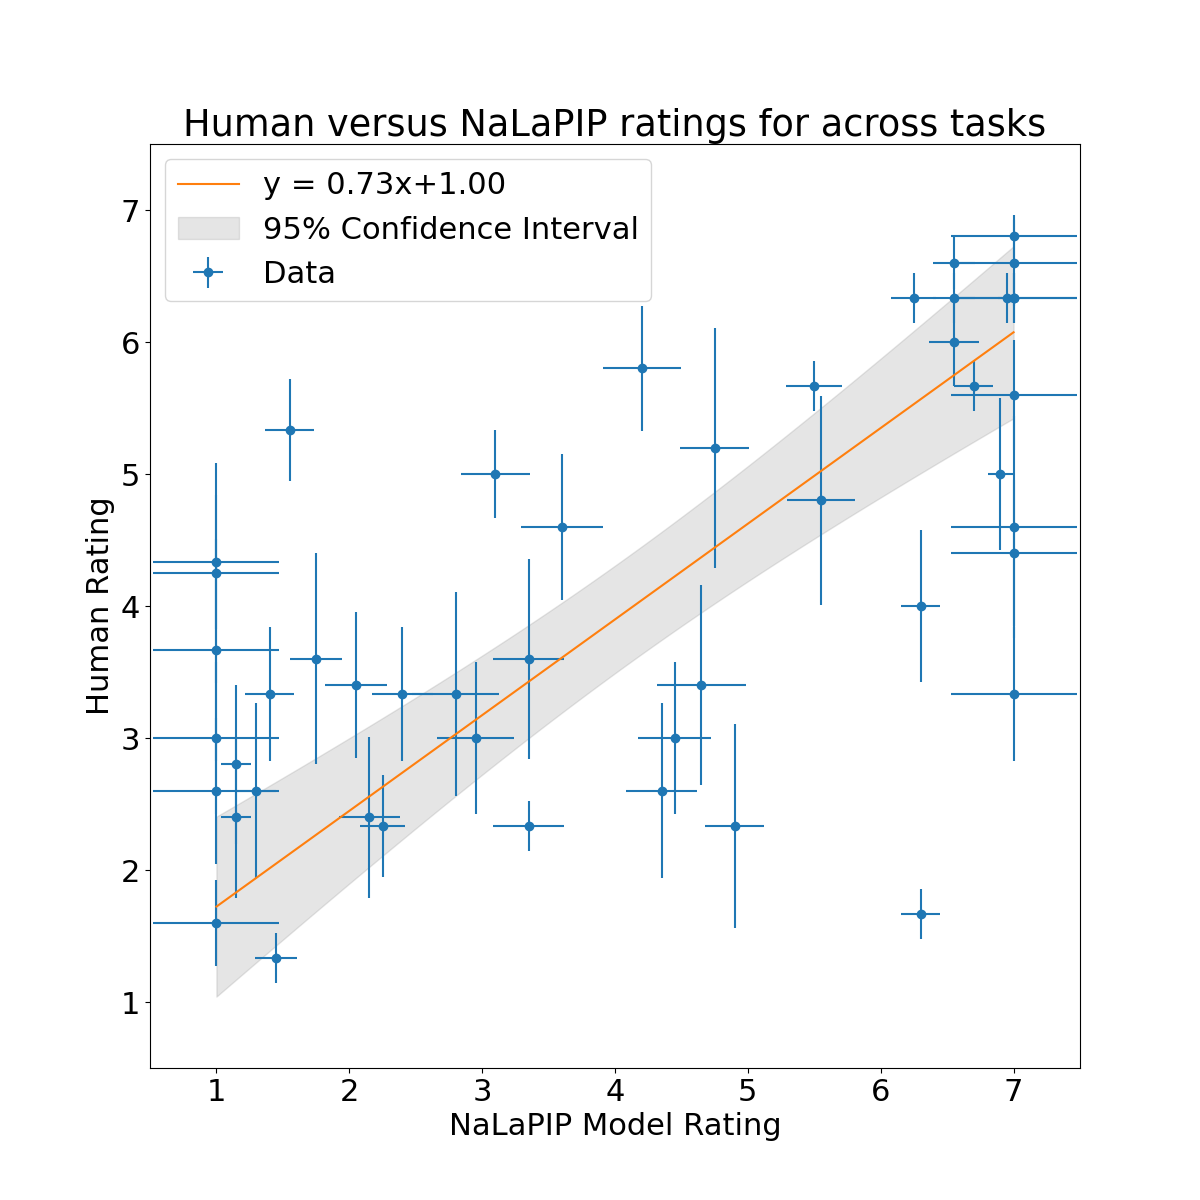 Human versus NaLaPIP ratings for across tasks
y = 0.73x+1.00
95% Confidence Interval
Data
7
6
5
4
3
2
1
Human Rating
1 2 3 4 5 6 7
NaLaPIP Model Rating